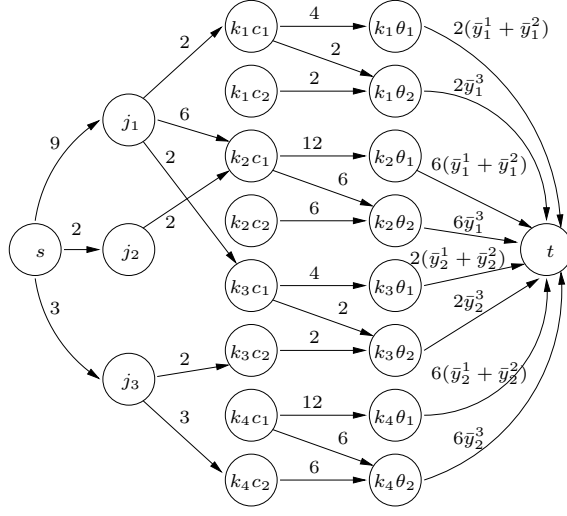 k₁c₁ 4 k₁θ₁ 2(ȳ₁¹ + ȳ₁²)
2 2
k₁c₂ 2 k₁θ₂ 2ȳ₁³
j₁ 6
9 k₂c₁ 12 k₂θ₁ 6(ȳ₁¹ + ȳ₁²)
2 6
s 2 j₂ 2 k₂c₂ 6 k₂θ₂ 6ȳ₁³ t
2(ȳ₂¹ + ȳ₂²)
k₃c₁ 4 k₃θ₁
3 2 2ȳ₂³
j₃ 2 k₃c₂ 2 k₃θ₂
6(ȳ₂¹ + ȳ₂²)
3 k₄c₁ 12 k₄θ₁
6 6ȳ₂³
k₄c₂ 6 k₄θ₂